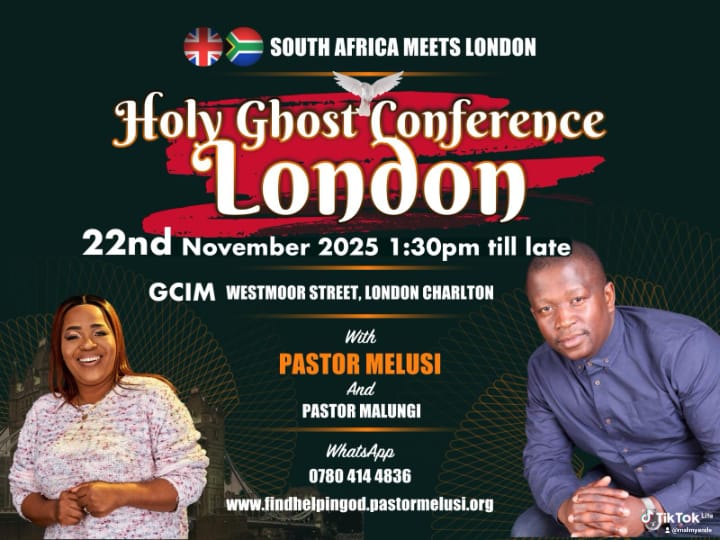 SOUTH AFRICA MEETS LONDON
Holy Ghost Conference
London
22nd November 2025 1:30pm till late
GCIM WESTMOOR STREET, LONDON CHARLTON
With
PASTOR MELUSI
And
PASTOR MALUNGI
WhatsApp
0780 414 4836
www.findhelpingod.pastormelusi.org
TikTok Lite